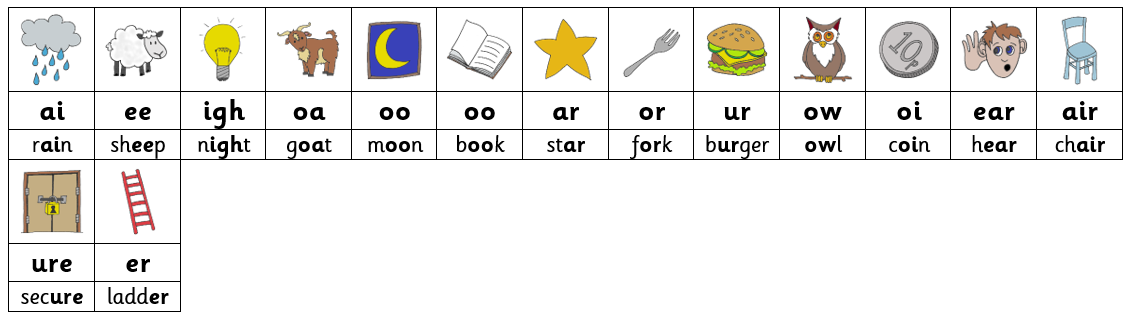 10p
ai ee igh oa oo oo ar or ur ow oi ear air
rain sheep night goat moon book star fork burger owl coin hear chair
ure er
secure ladder